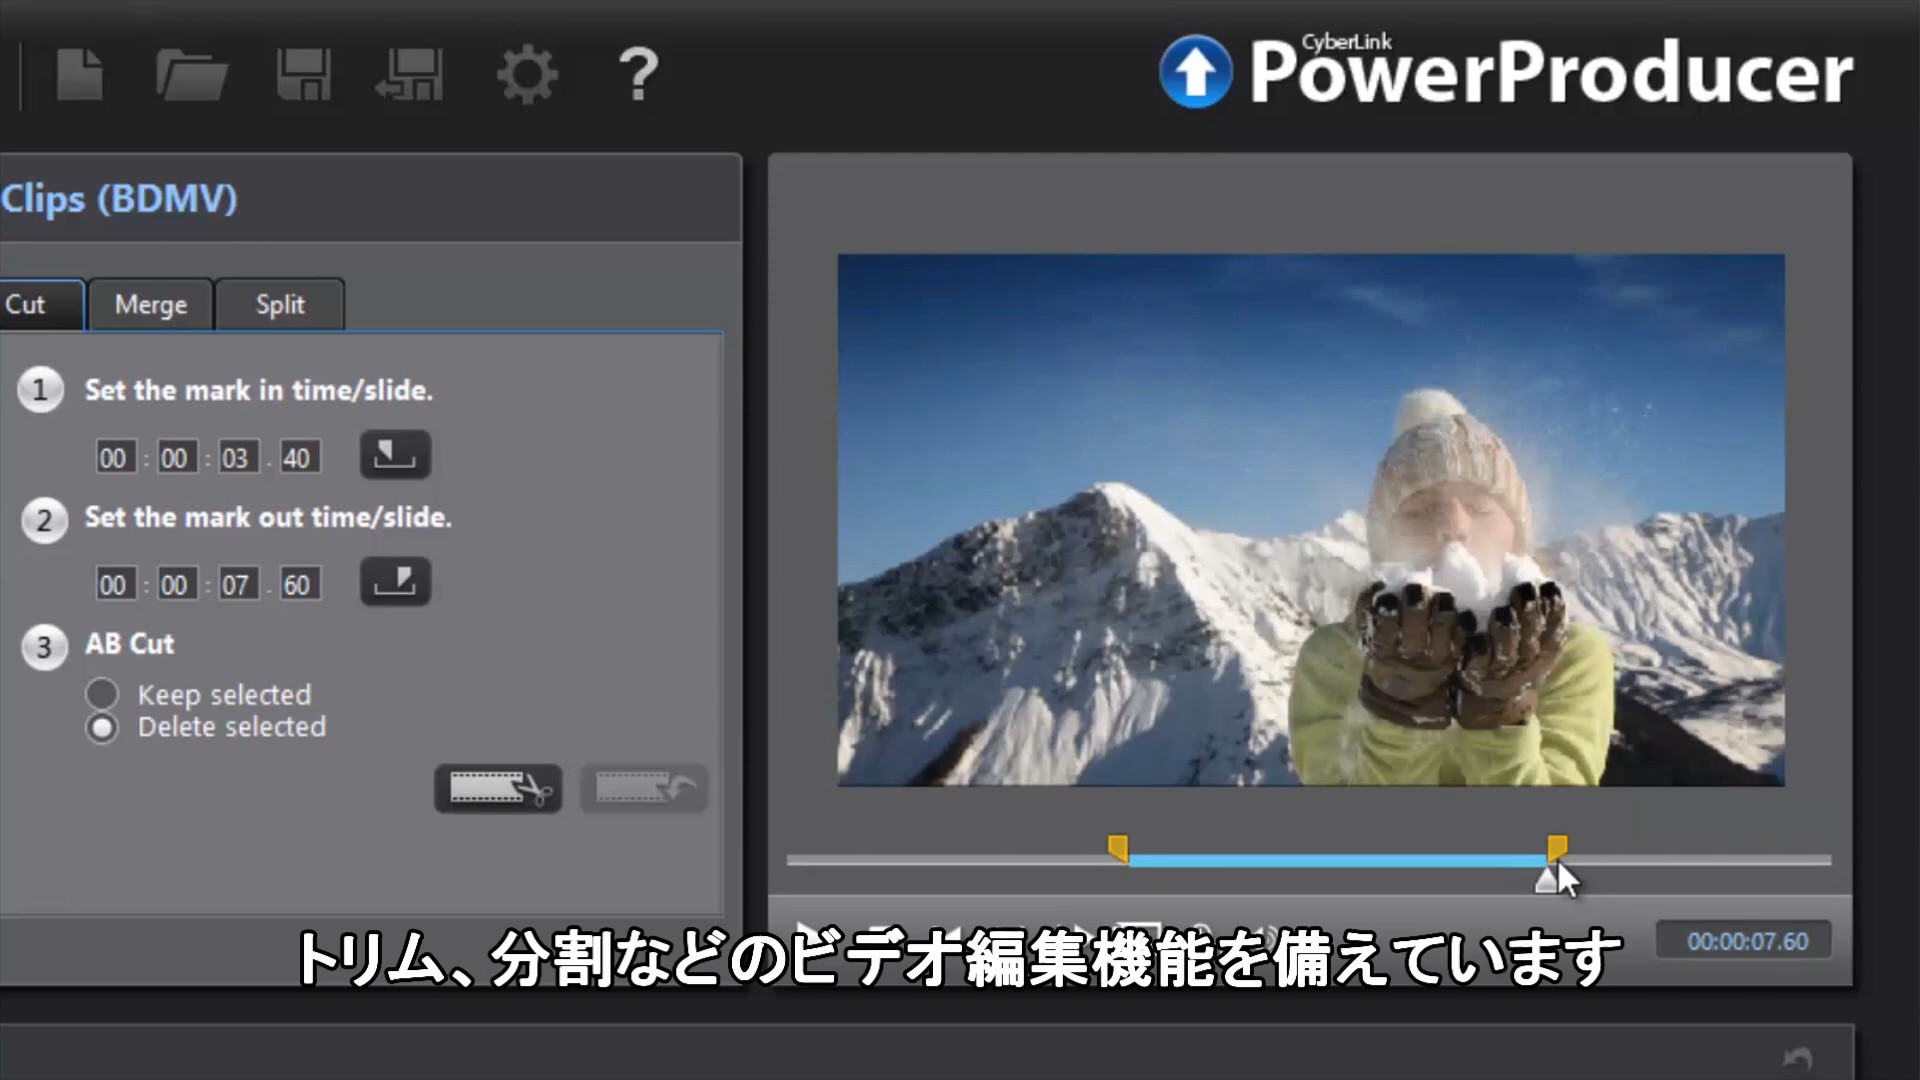 ?
CyberLink
PowerProducer
Clips (BDMV)
Cut
Merge
Split
1 Set the mark in time/slide.
00 : 00 : 03 . 40
2 Set the mark out time/slide.
00 : 00 : 07 . 60
3 AB Cut
Keep selected
Delete selected
00:00:07.60
トリム、分割などのビデオ編集機能を備えています